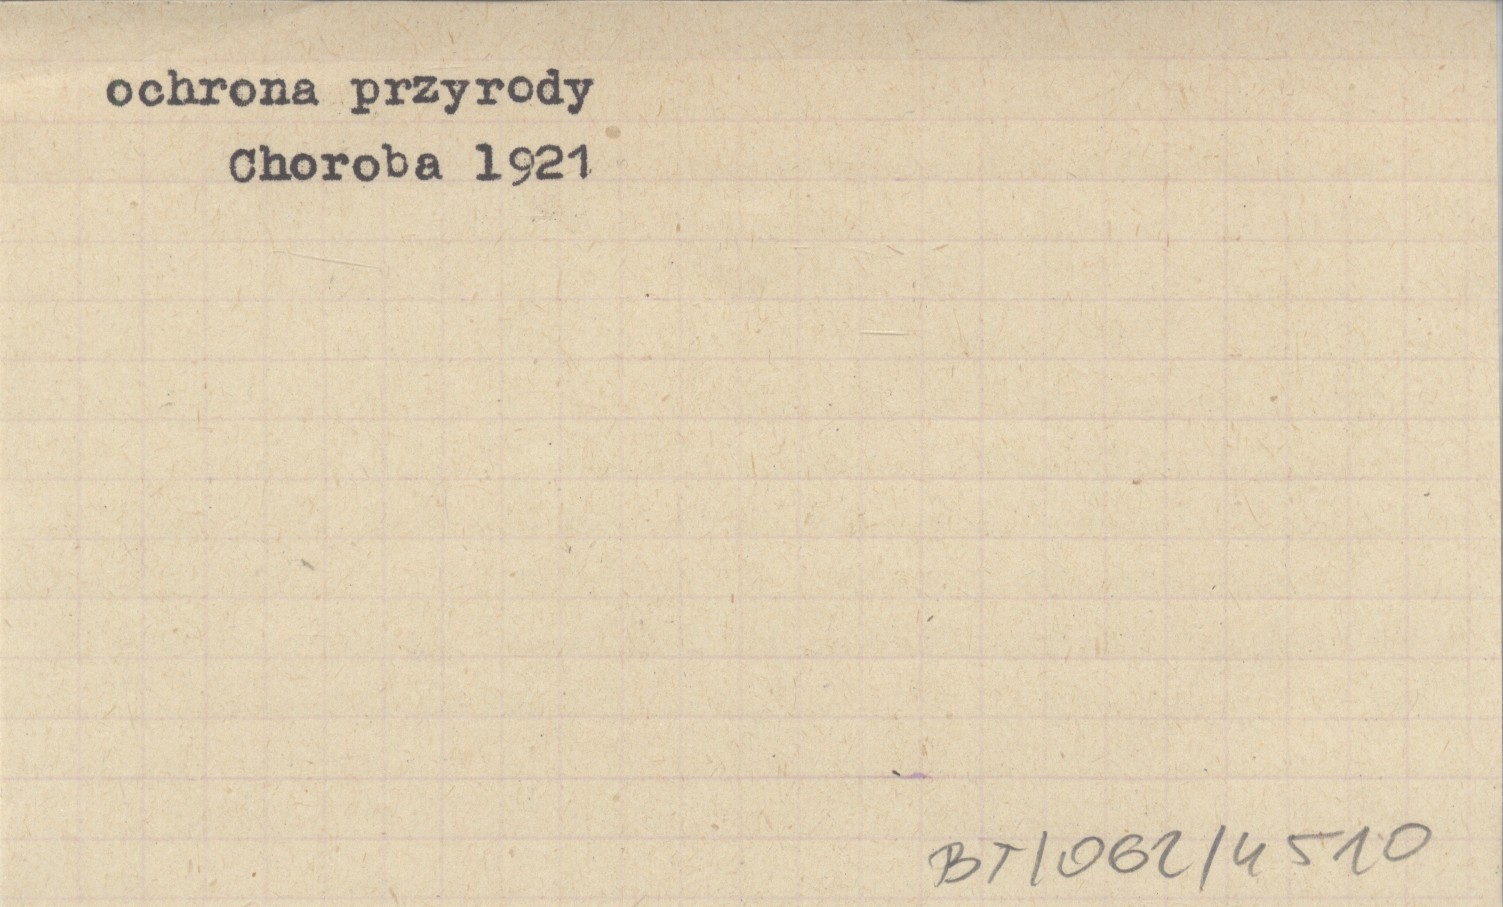 ochrona przyrody
Choroba 1921
BT/062/4510